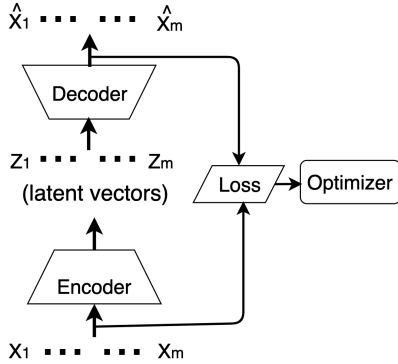 X̂1 ▪▪▪ ▪▪▪ X̂m
Decoder
Z1 ▪▪▪ ▪▪▪ Zm
(latent vectors)
Loss
Optimizer
Encoder
X1 ▪▪▪ ▪▪▪ Xm